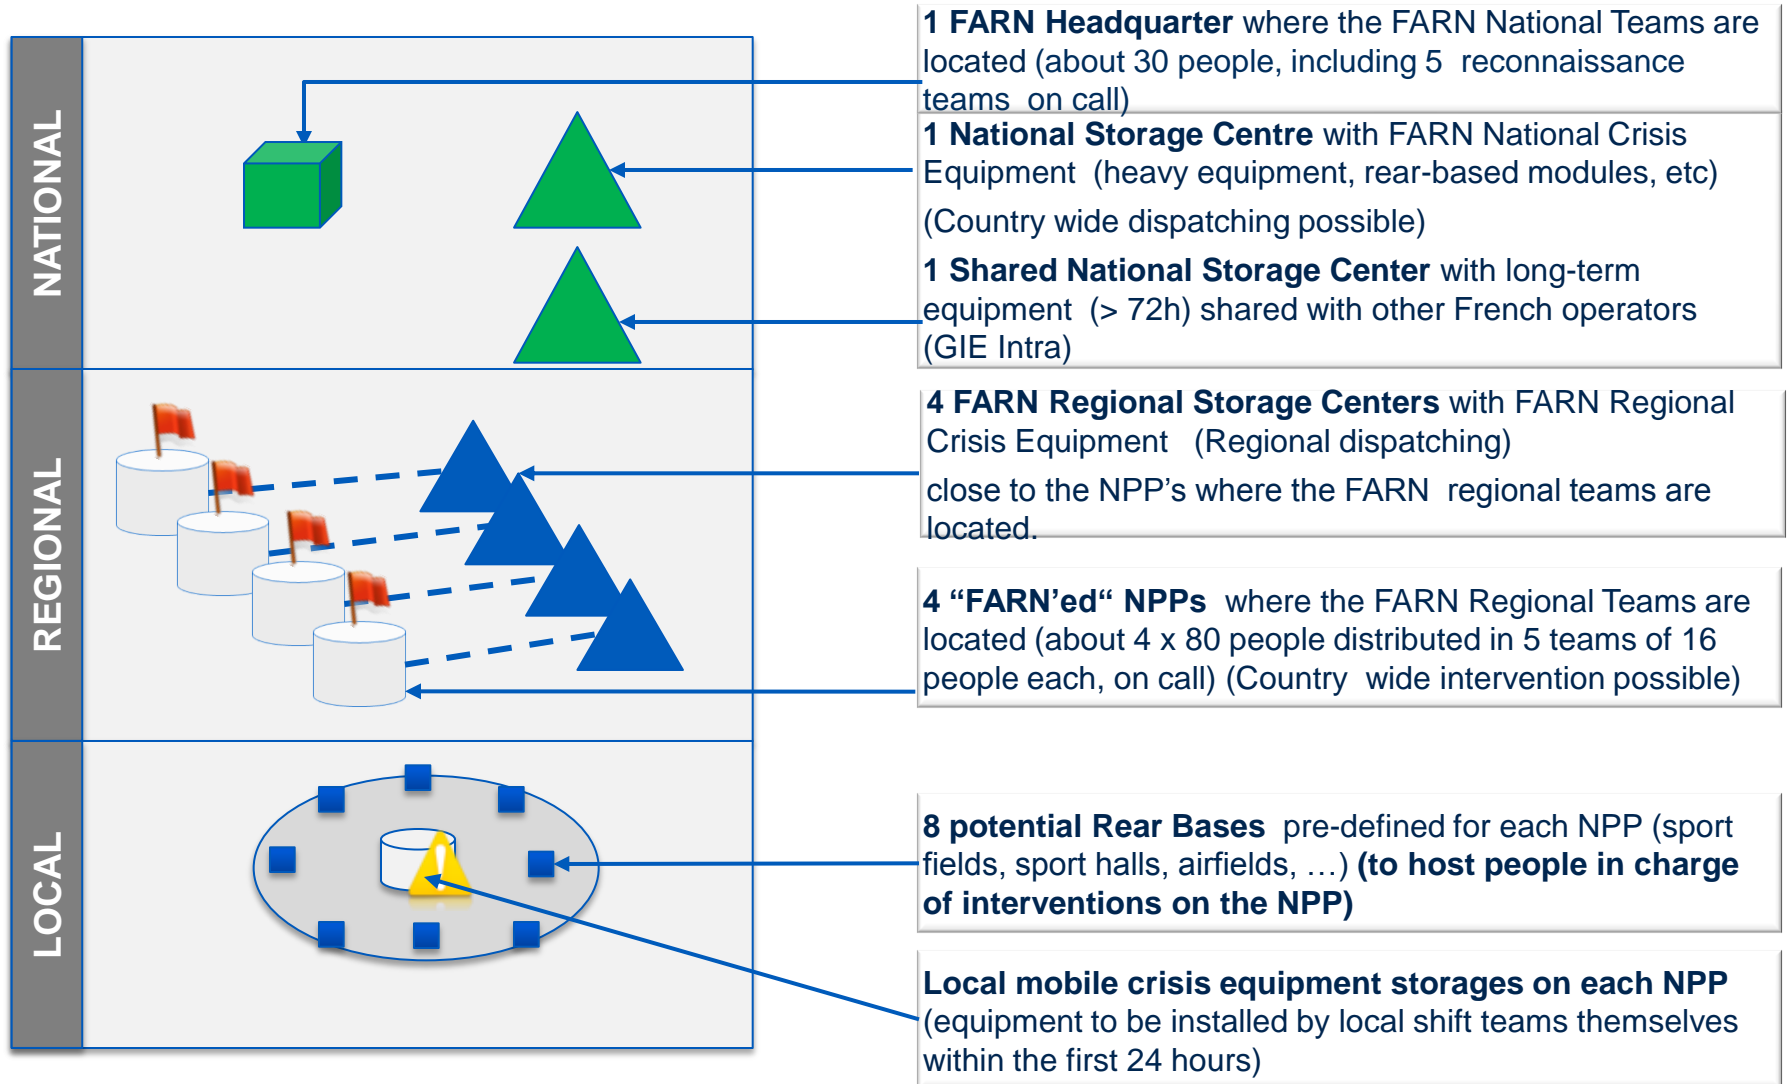 NATIONAL
1 FARN Headquarter where the FARN National Teams are
located (about 30 people, including 5 reconnaissance
teams on call)
1 National Storage Centre with FARN National Crisis
Equipment (heavy equipment, rear-based modules, etc)
(Country wide dispatching possible)
1 Shared National Storage Center with long-term
equipment (> 72h) shared with other French operators
(GIE Intra)
REGIONAL
4 FARN Regional Storage Centers with FARN Regional
Crisis Equipment (Regional dispatching)
close to the NPP’s where the FARN regional teams are
located.
4 “FARN’ed“ NPPs where the FARN Regional Teams are
located (about 4 x 80 people distributed in 5 teams of 16
people each, on call) (Country wide intervention possible)
LOCAL
8 potential Rear Bases pre-defined for each NPP (sport
fields, sport halls, airfields, …) (to host people in charge
of interventions on the NPP)
Local mobile crisis equipment storages on each NPP
(equipment to be installed by local shift teams themselves
within the first 24 hours)